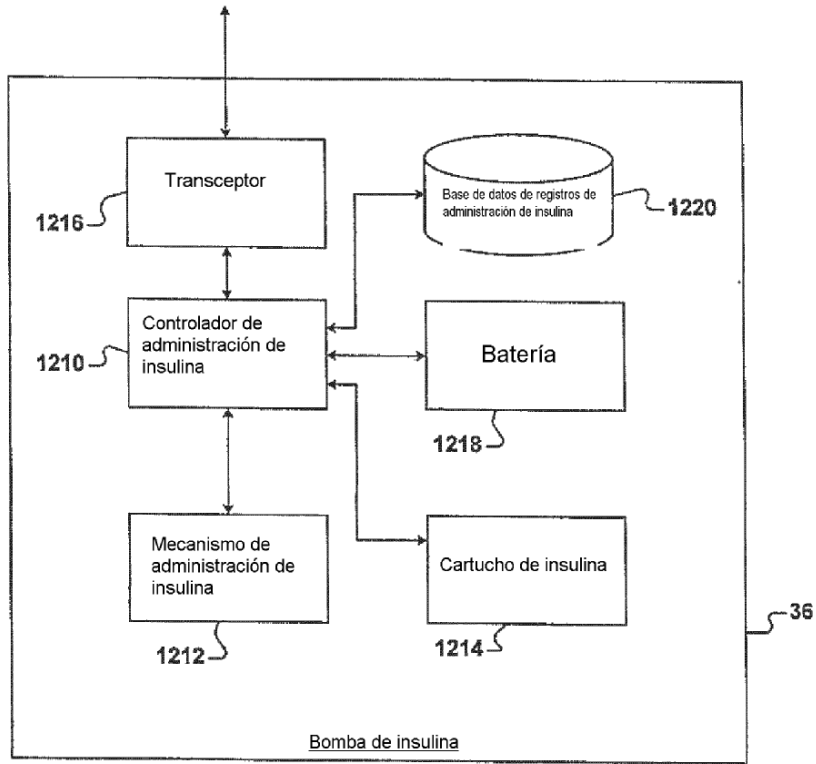 Transceptor
1216
Base de datos de registros de
administración de insulina
1220
Controlador de
administración de
insulina
1210
Batería
1218
Mecanismo de
administración de
insulina
1212
Cartucho de insulina
1214
36
Bomba de insulina